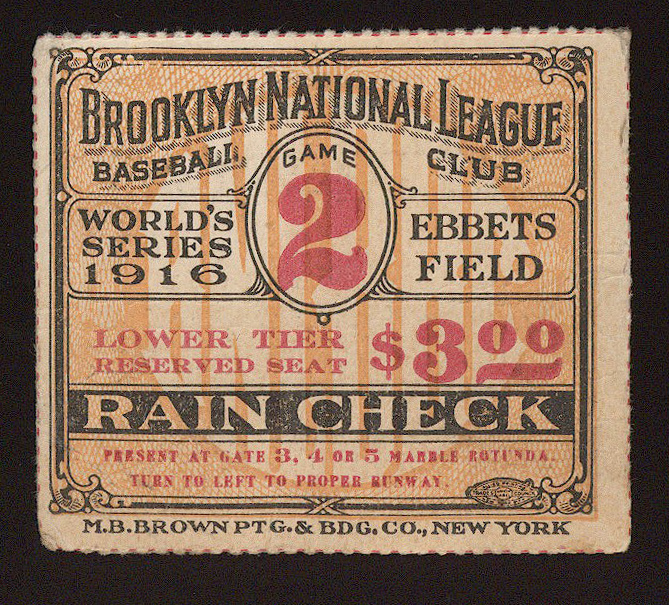 BROOKLYN NATIONAL LEAGUE
BASEBALL CLUB
GAME
2
WORLD'S
SERIES
1916
EBBETS
FIELD
LOWER TIER
RESERVED SEAT
$3.00
RAIN CHECK
PRESENT AT GATE 3, 4 OR 5 MARBLE ROTUNDA.
TURN TO LEFT TO PROPER RUNWAY.
M.B. BROWN PTG. & BDG. CO., NEW YORK